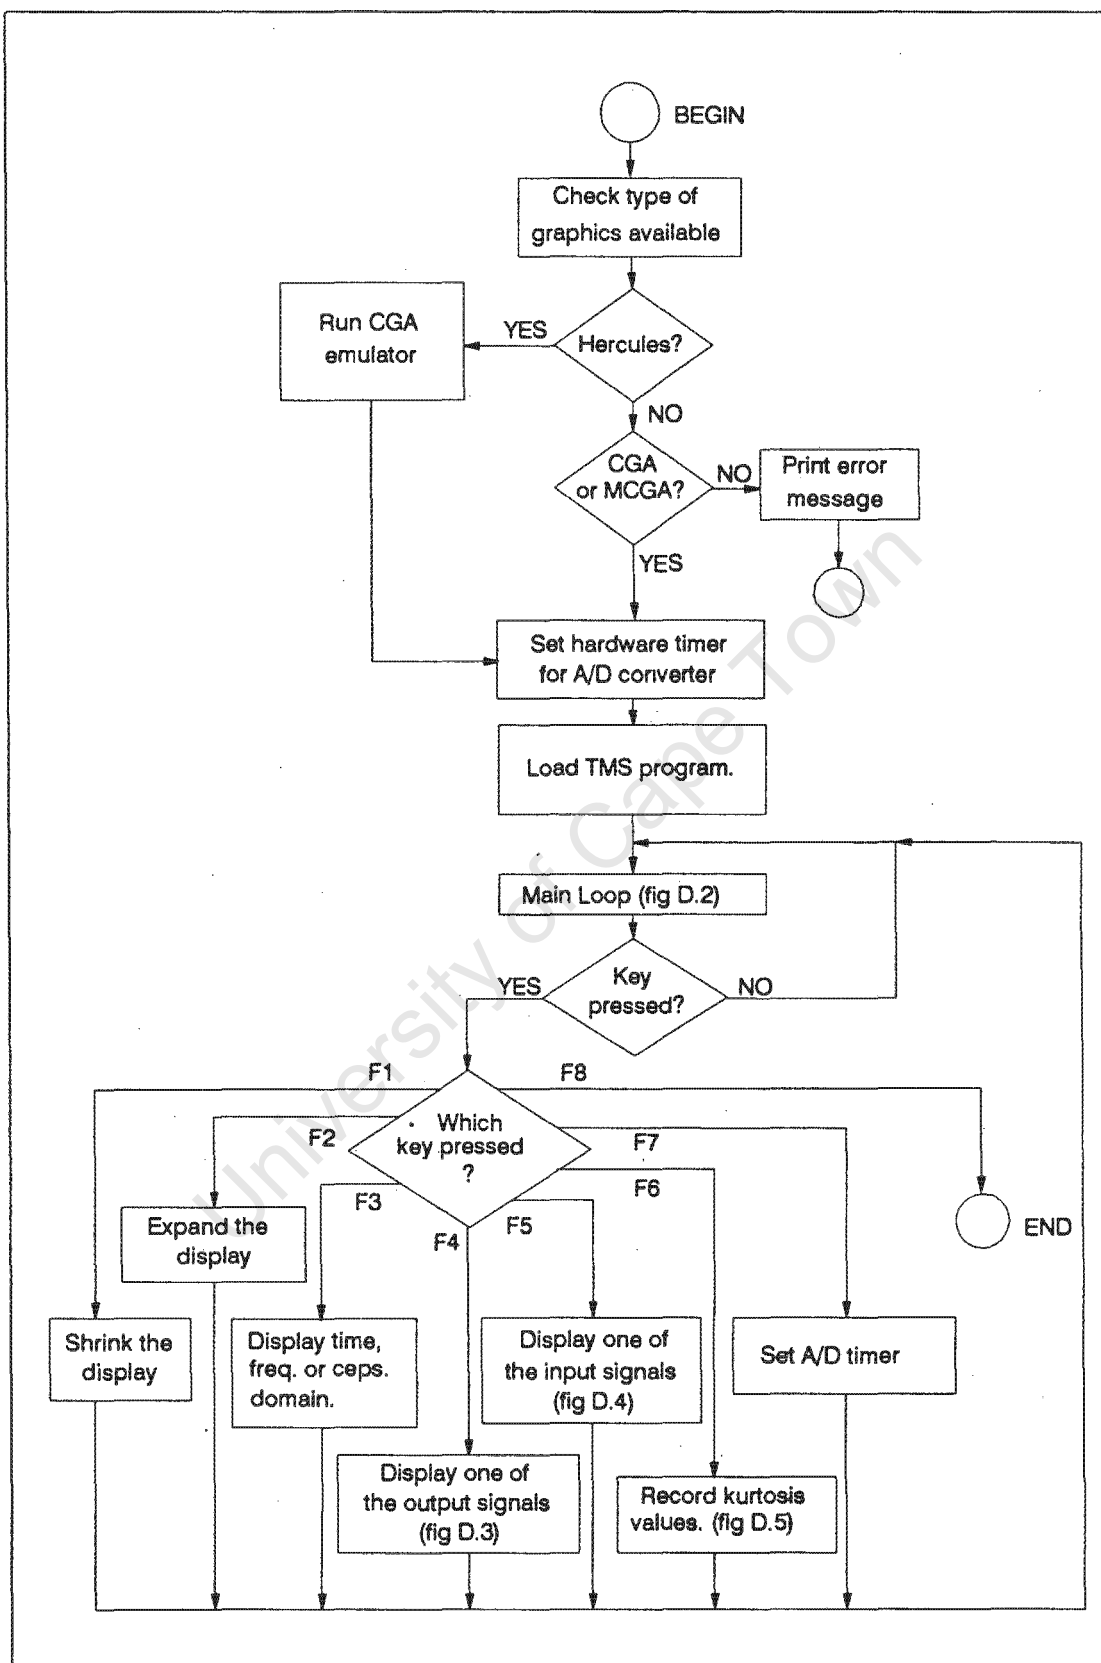 BEGIN
Check type of
graphics available
Run CGA
emulator
YES
Hercules?
NO
CGA
or MCGA?
NO
Print error
message
YES
Set hardware timer
for A/D converter
Load TMS program.
Main Loop (fig D.2)
YES
Key
pressed?
NO
F1
F8
F2
Which
key pressed
?
F7
F3
F6
F4
F5
Expand the
display
END
Shrink the
display
Display time,
freq. or ceps.
domain.
Display one of
the input signals
(fig D.4)
Set A/D timer
Display one of
the output signals
(fig D.3)
Record kurtosis
values. (fig D.5)
University of Cape Town